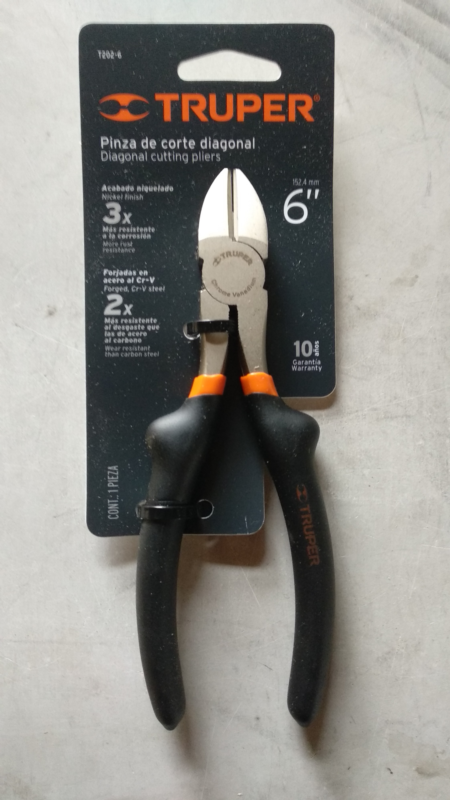 T202-6
TRUPER®
Pinza de corte diagonal
Diagonal cutting pliers
Acabado niquelado
Nickel finish
3x
Más resistente
a la corrosión
More rust
resistance
152.4 mm
6"
Forjadas en
acero al Cr-V
Forged, Cr-V steel
2x
Más resistente
al desgaste que
las de acero
al carbono
Wear resistant
than carbon steel
TRUPER
Chrome Vanadium
10 años
Garantía
Warranty
CONT.: 1 PIEZA
TRUPER